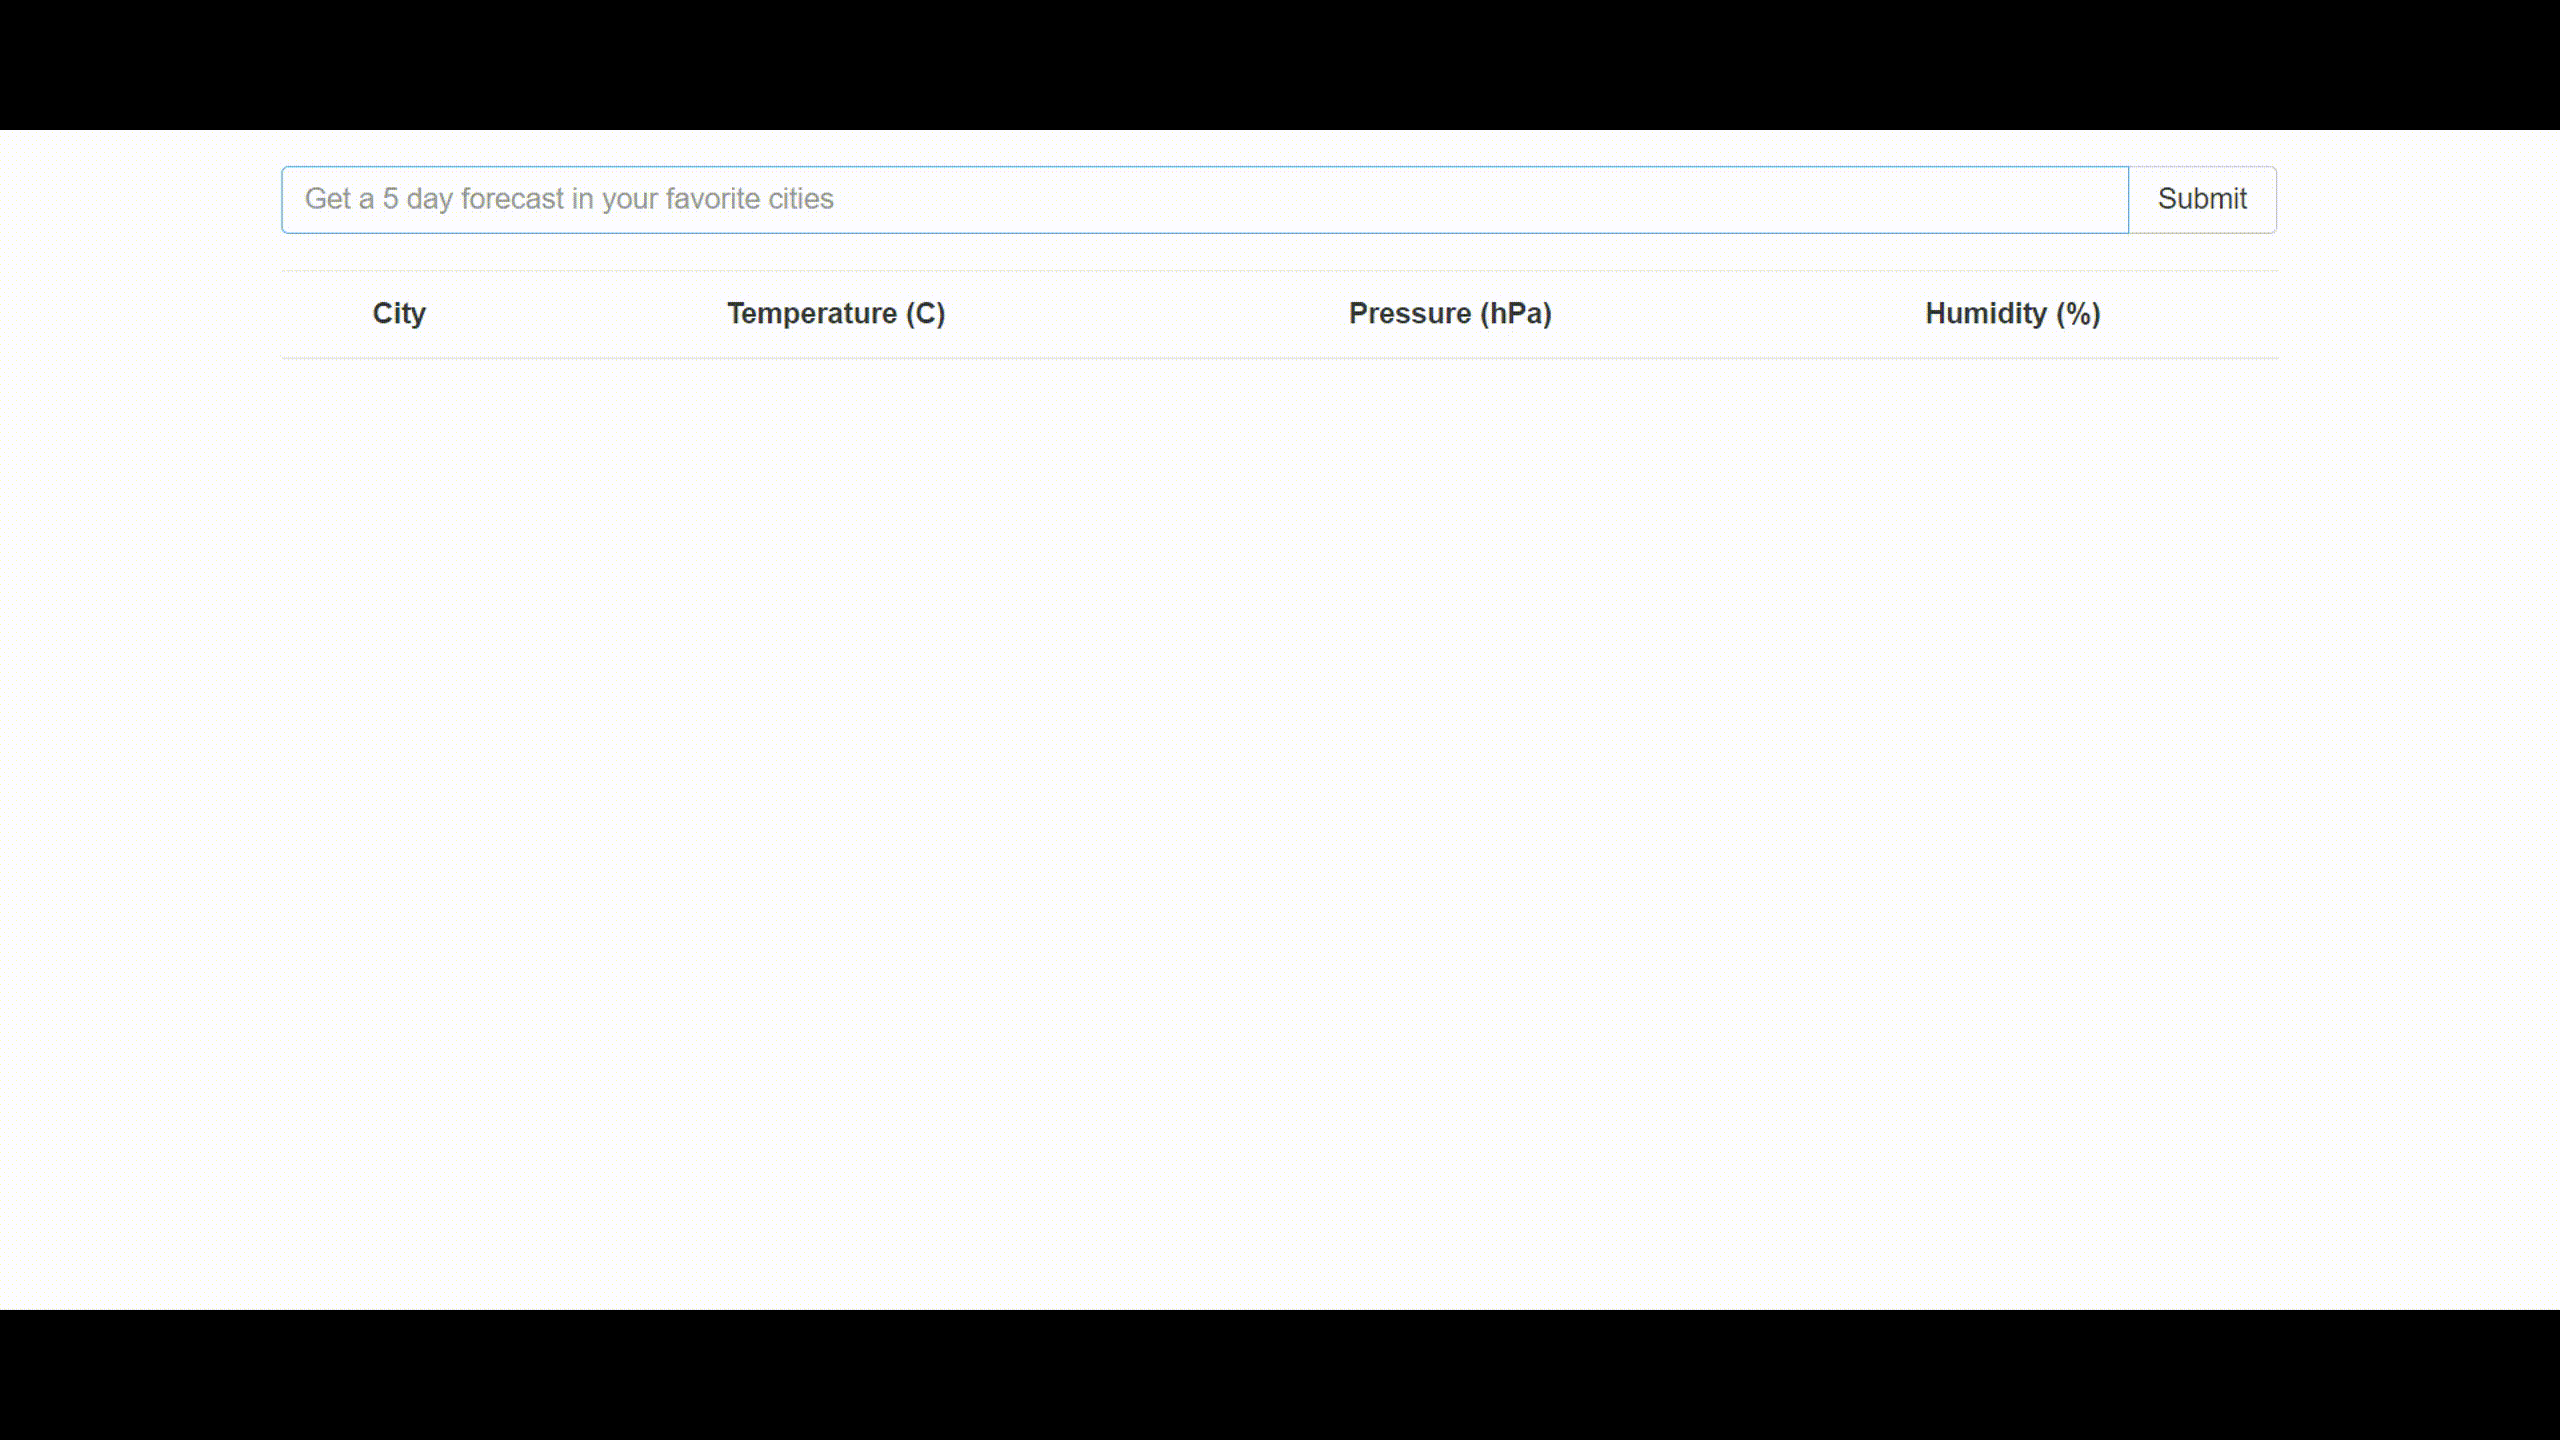 Get a 5 day forecast in your favorite cities Submit
City Temperature (C) Pressure (hPa) Humidity (%)